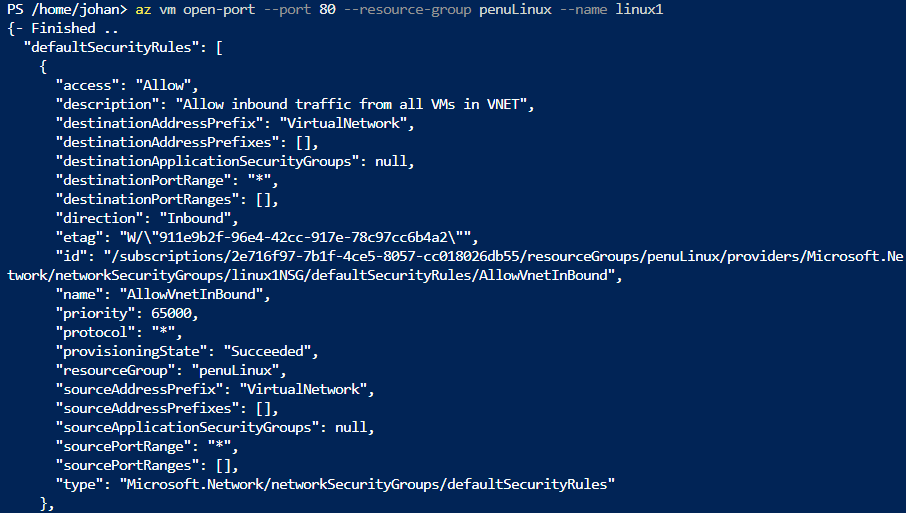 PS /home/johan> az vm open-port --port 80 --resource-group penuLinux --name linux1
{- Finished ..
  "defaultSecurityRules": [
    {
      "access": "Allow",
      "description": "Allow inbound traffic from all VMs in VNET",
      "destinationAddressPrefix": "VirtualNetwork",
      "destinationAddressPrefixes": [],
      "destinationApplicationSecurityGroups": null,
      "destinationPortRange": "*",
      "destinationPortRanges": [],
      "direction": "Inbound",
      "etag": "W/\"911e9b2f-96e4-42cc-917e-78c97cc6b4a2\"",
      "id": "/subscriptions/2e716f97-7b1f-4ce5-8057-cc018026db55/resourceGroups/penuLinux/providers/Microsoft.Ne
twork/networkSecurityGroups/linux1NSG/defaultSecurityRules/AllowVnetInBound",
      "name": "AllowVnetInBound",
      "priority": 65000,
      "protocol": "*",
      "provisioningState": "Succeeded",
      "resourceGroup": "penuLinux",
      "sourceAddressPrefix": "VirtualNetwork",
      "sourceAddressPrefixes": [],
      "sourceApplicationSecurityGroups": null,
      "sourcePortRange": "*",
      "sourcePortRanges": [],
      "type": "Microsoft.Network/networkSecurityGroups/defaultSecurityRules"
    },